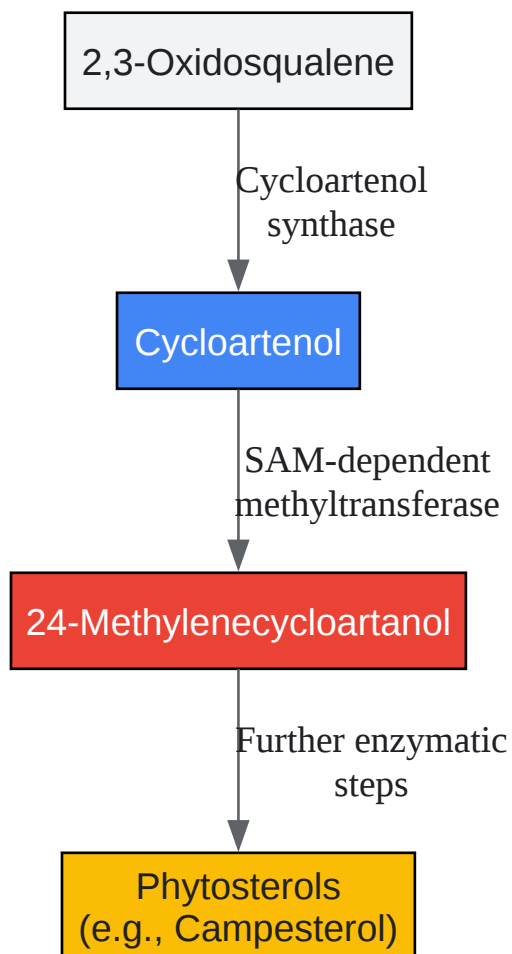 2,3-Oxidosqualene
Cycloartenol
synthase
Cycloartenol
SAM-dependent
methyltransferase
24-Methylenecycloartanol
Further enzymatic
steps
Phytosterols
(e.g., Campesterol)